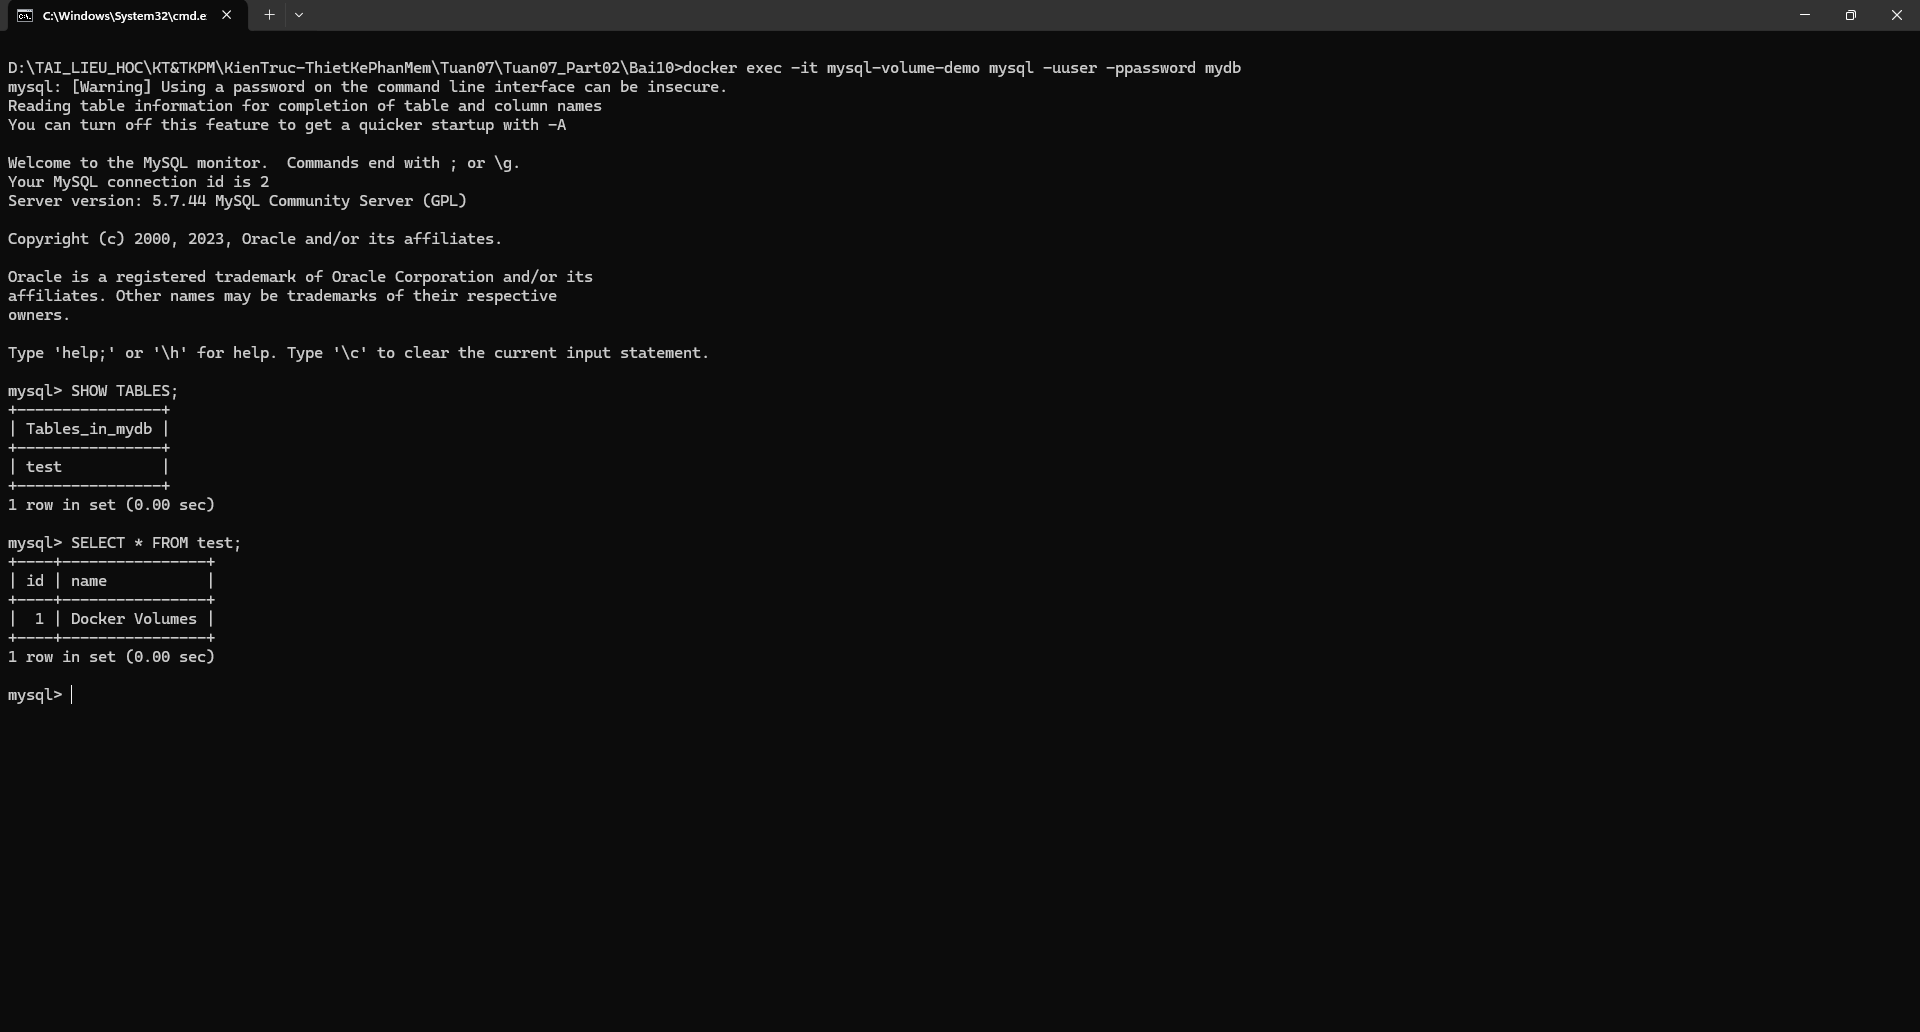 C:\Windows\System32\cmd.e
D:\TAI_LIEU_HOC\KT&TKPM\KienTruc-ThietKePhanMem\Tuan07\Tuan07_Part02\Bai10>docker exec -it mysql-volume-demo mysql -uuser -ppassword mydb
mysql: [Warning] Using a password on the command line interface can be insecure.
Reading table information for completion of table and column names
You can turn off this feature to get a quicker startup with -A
Welcome to the MySQL monitor.  Commands end with ; or \g.
Your MySQL connection id is 2
Server version: 5.7.44 MySQL Community Server (GPL)
Copyright (c) 2000, 2023, Oracle and/or its affiliates.
Oracle is a registered trademark of Oracle Corporation and/or its
affiliates. Other names may be trademarks of their respective
owners.
Type 'help;' or '\h' for help. Type '\c' to clear the current input statement.
mysql> SHOW TABLES;
+----------------+
| Tables_in_mydb |
+----------------+
| test           |
+----------------+
1 row in set (0.00 sec)
mysql> SELECT * FROM test;
+----+----------------+
| id | name           |
+----+----------------+
|  1 | Docker Volumes |
+----+----------------+
1 row in set (0.00 sec)
mysql>